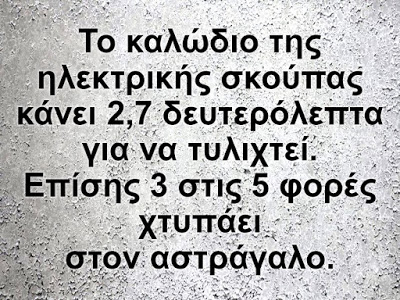 Το καλώδιο της
ηλεκτρικής σκούπας
κάνει 2,7 δευτερόλεπτα
για να τυλιχτεί.
Επίσης 3 στις 5 φορές
χτυπάει
στον αστράγαλο.